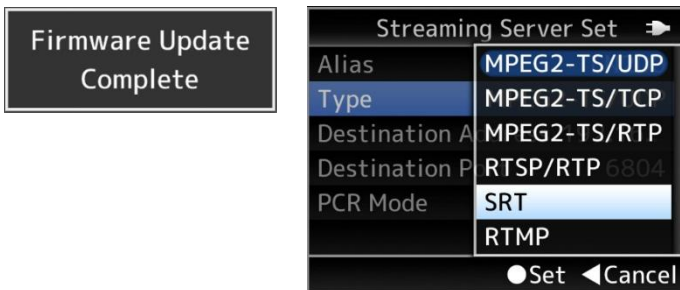 Firmware Update
Complete
Streaming Server Set
Alias
MPEG2-TS/UDP
Type
MPEG2-TS/TCP
Destination A
MPEG2-TS/RTP
Destination P
RTSP/RTP 6804
PCR Mode
SRT
RTMP
●Set ◀Cancel